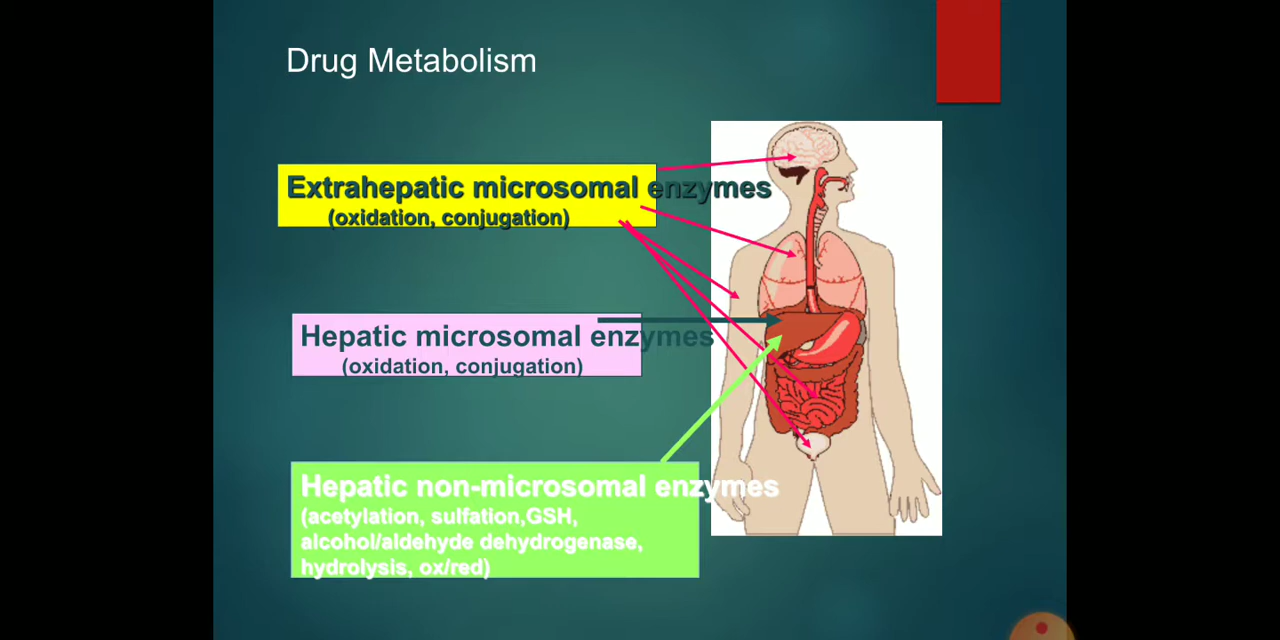 Drug Metabolism
Extrahepatic microsomal enzymes
(oxidation, conjugation)
Hepatic microsomal enzymes
(oxidation, conjugation)
Hepatic non-microsomal enzymes
(acetylation, sulfation,GSH,
alcohol/aldehyde dehydrogenase,
hydrolysis, ox/red)